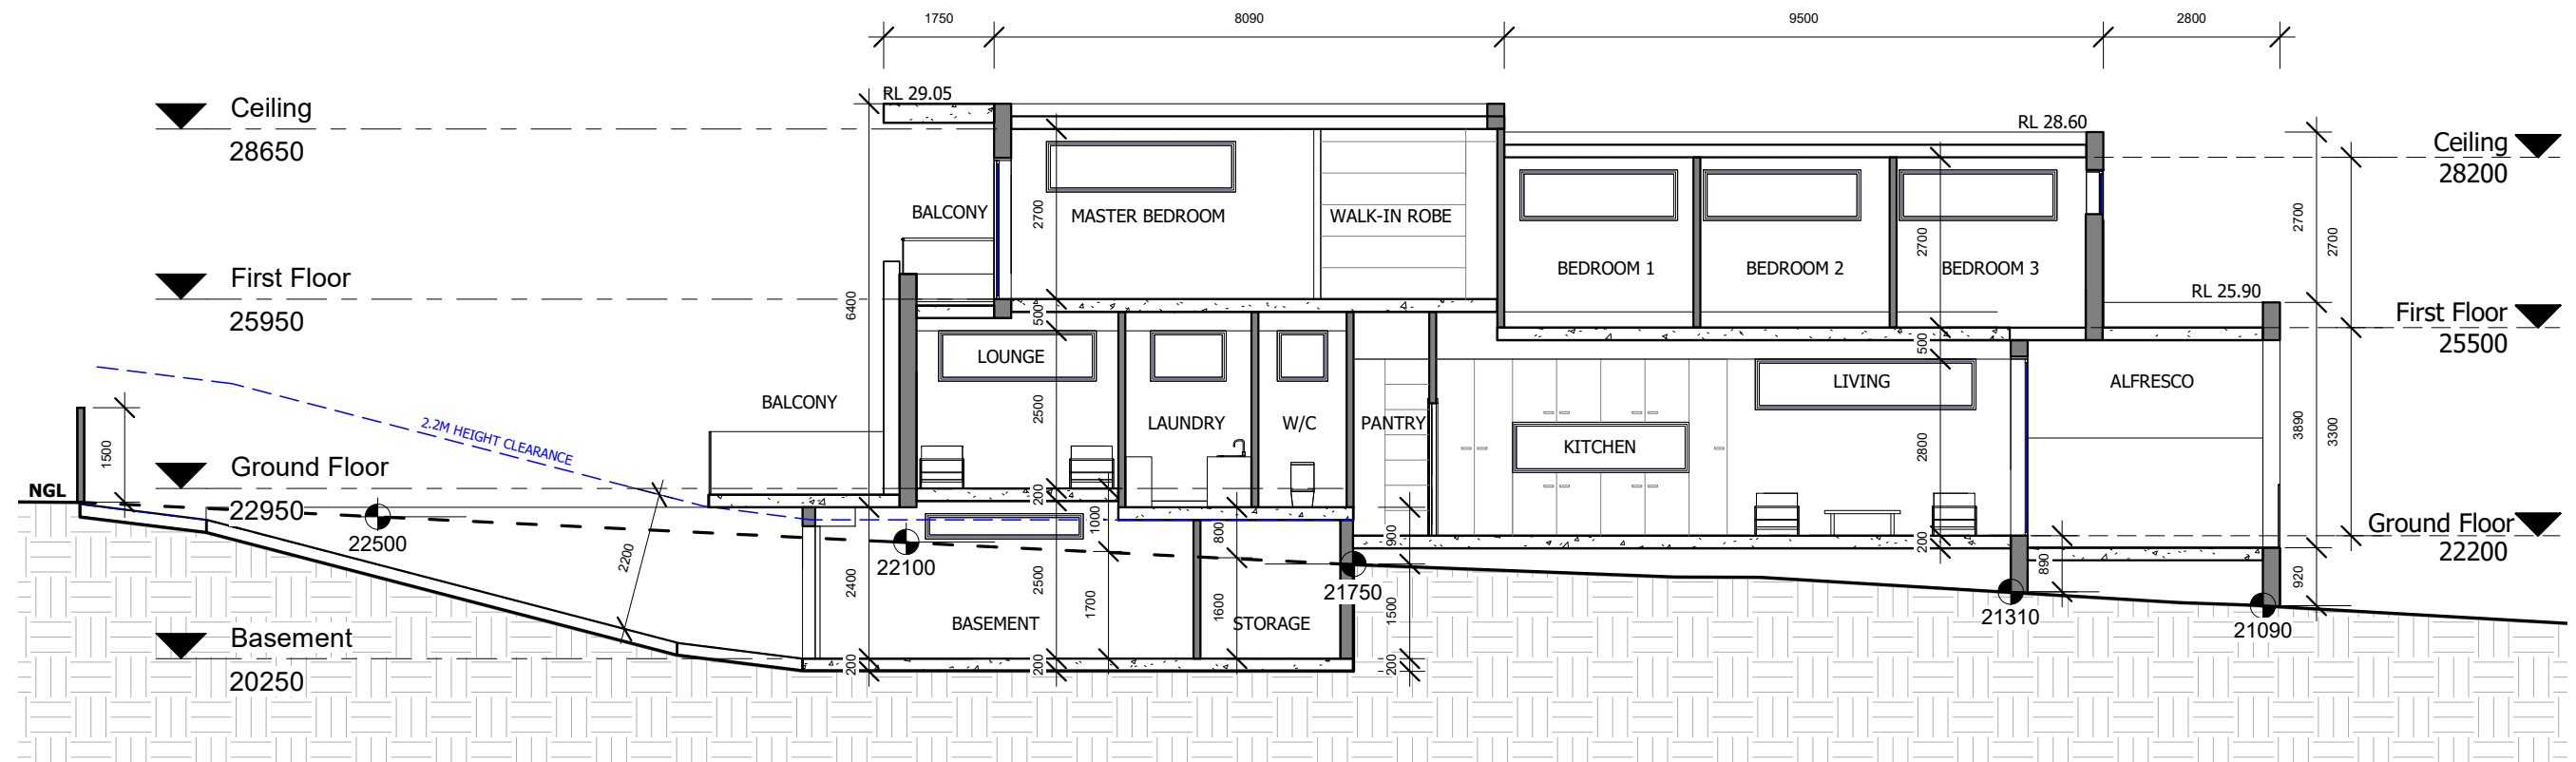 1750
8090
9500
2800
RL 29.05
Ceiling
28650
RL 28.60
Ceiling
28200
BALCONY
2700
MASTER BEDROOM
WALK-IN ROBE
2700
2700
2700
BEDROOM 1
BEDROOM 2
BEDROOM 3
First Floor
25950
RL 25.90
First Floor
25500
6400
500
500
LOUNGE
LIVING
ALFRESCO
BALCONY
2500
LAUNDRY
W/C
PANTRY
KITCHEN
2800
3890
3300
1500
2.2M HEIGHT CLEARANCE
NGL
Ground Floor
22950
22500
200
1000
800
900
200
890
Ground Floor
22200
22100
21750
2200
2400
2500
1700
1600
1500
920
21310
21090
BASEMENT
STORAGE
Basement
20250
200
200
200